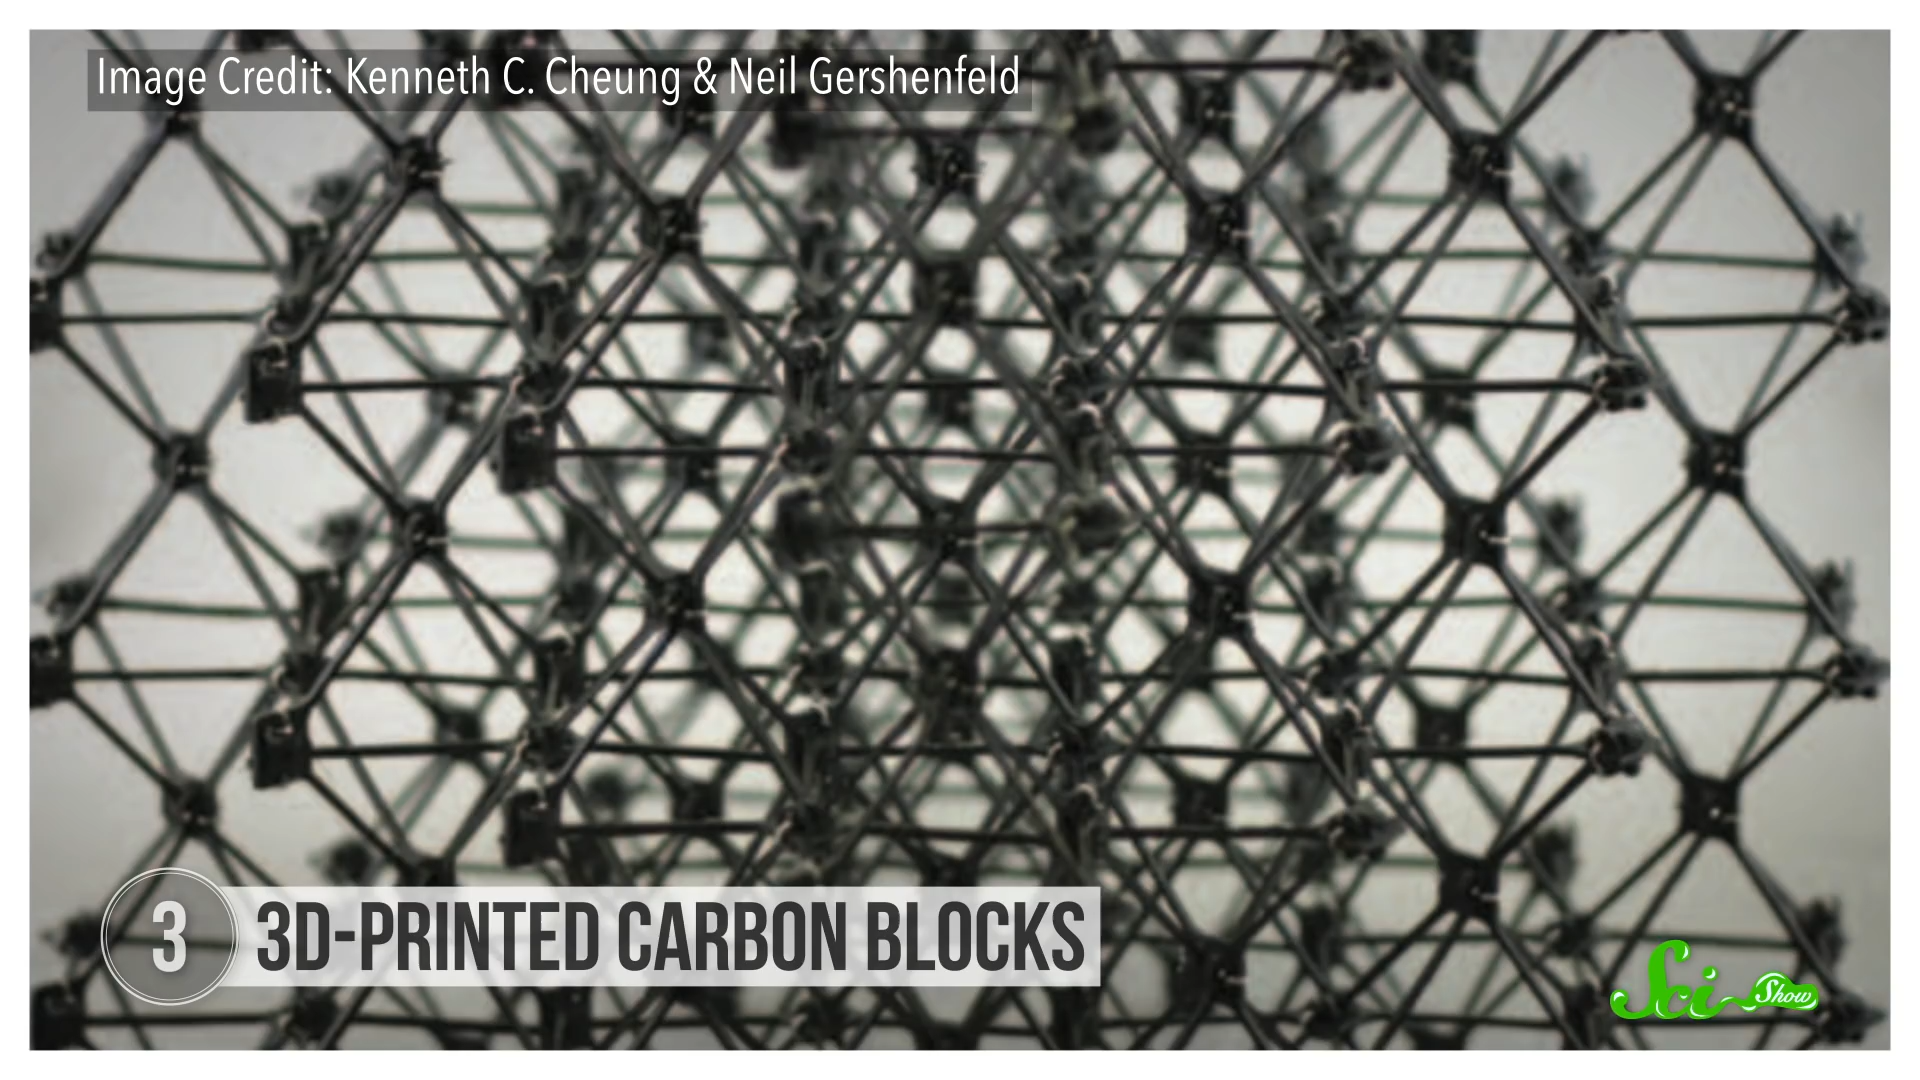 Image Credit: Kenneth C. Cheung & Neil Gershenfeld
3 3D-PRINTED CARBON BLOCKS
Sci Show